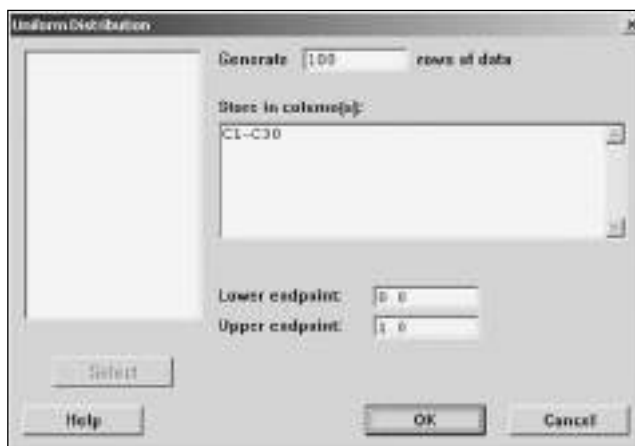 Uniform Distribution
Generate 100 rows of data
Store in column(s):
C1-C30
Lower endpoint: 0.0
Upper endpoint: 1.0
Select
Help OK Cancel